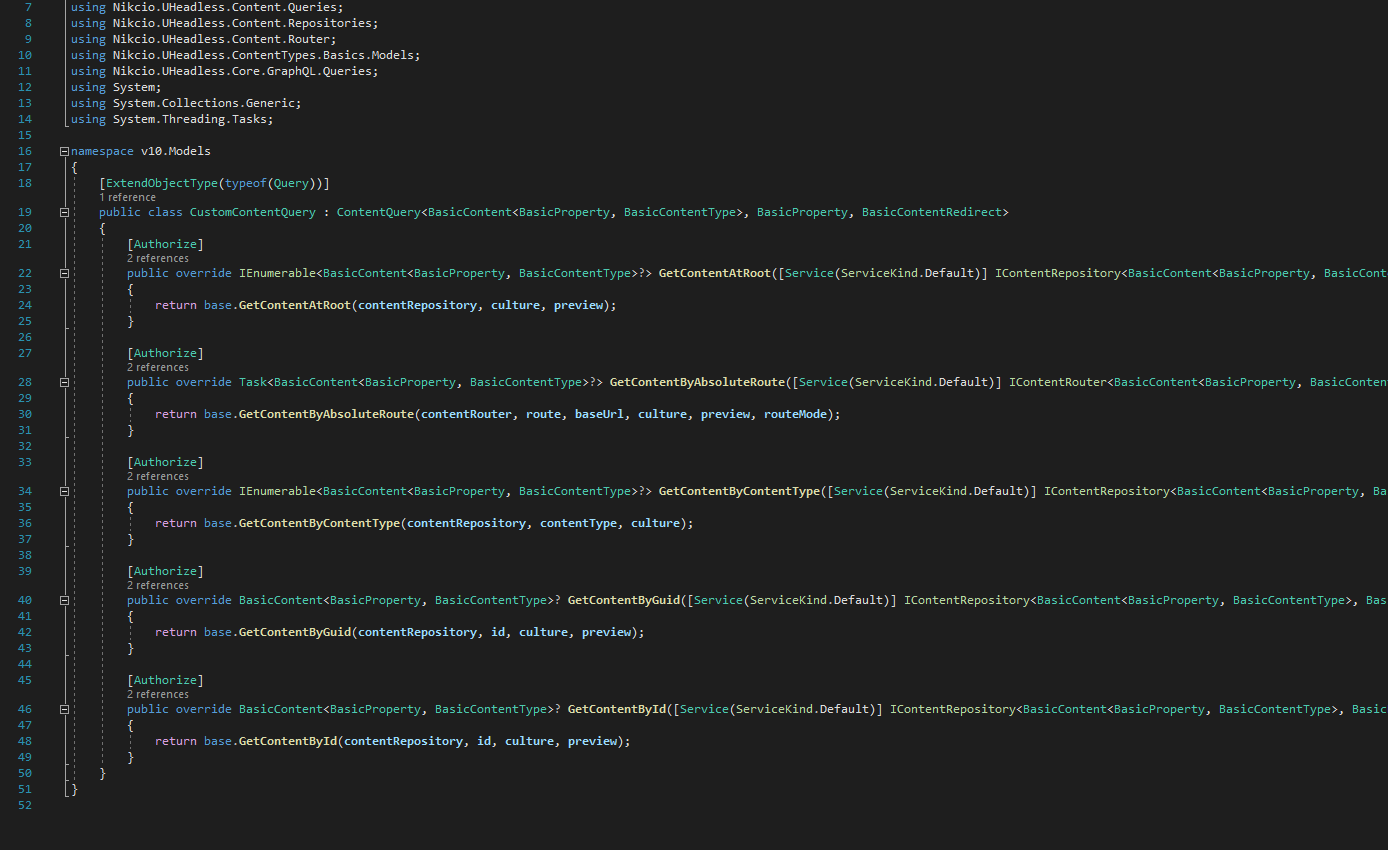 7 using Nikcio.UHeadless.Content.Queries;
8 using Nikcio.UHeadless.Content.Repositories;
9 using Nikcio.UHeadless.Content.Router;
10 using Nikcio.UHeadless.ContentTypes.Basics.Models;
11 using Nikcio.UHeadless.Core.GraphQL.Queries;
12 using System;
13 using System.Collections.Generic;
14 using System.Threading.Tasks;
15
16 namespace v10.Models
17 {
18 [ExtendObjectType(typeof(Query))]
1 reference
19 public class CustomContentQuery : ContentQuery<BasicContent<BasicProperty, BasicContentType>, BasicProperty, BasicContentRedirect>
20 {
21 [Authorize]
2 references
22 public override IEnumerable<BasicContent<BasicProperty, BasicContentType>?> GetContentAtRoot([Service(ServiceKind.Default)] IContentRepository<BasicContent<BasicProperty, BasicCont
23 {
24 return base.GetContentAtRoot(contentRepository, culture, preview);
25 }
26
27 [Authorize]
2 references
28 public override Task<BasicContent<BasicProperty, BasicContentType>?> GetContentByAbsoluteRoute([Service(ServiceKind.Default)] IContentRouter<BasicContent<BasicProperty, BasicConten
29 {
30 return base.GetContentByAbsoluteRoute(contentRouter, route, baseUrl, culture, preview, routeMode);
31 }
32
33 [Authorize]
2 references
34 public override IEnumerable<BasicContent<BasicProperty, BasicContentType>?> GetContentByContentType([Service(ServiceKind.Default)] IContentRepository<BasicContent<BasicProperty, Ba
35 {
36 return base.GetContentByContentType(contentRepository, contentType, culture);
37 }
38
39 [Authorize]
2 references
40 public override BasicContent<BasicProperty, BasicContentType>? GetContentByGuid([Service(ServiceKind.Default)] IContentRepository<BasicContent<BasicProperty, BasicContentType>, Bas
41 {
42 return base.GetContentByGuid(contentRepository, id, culture, preview);
43 }
44
45 [Authorize]
2 references
46 public override BasicContent<BasicProperty, BasicContentType>? GetContentById([Service(ServiceKind.Default)] IContentRepository<BasicContent<BasicProperty, BasicContentType>, Basic
47 {
48 return base.GetContentById(contentRepository, id, culture, preview);
49 }
50 }
51 }
52